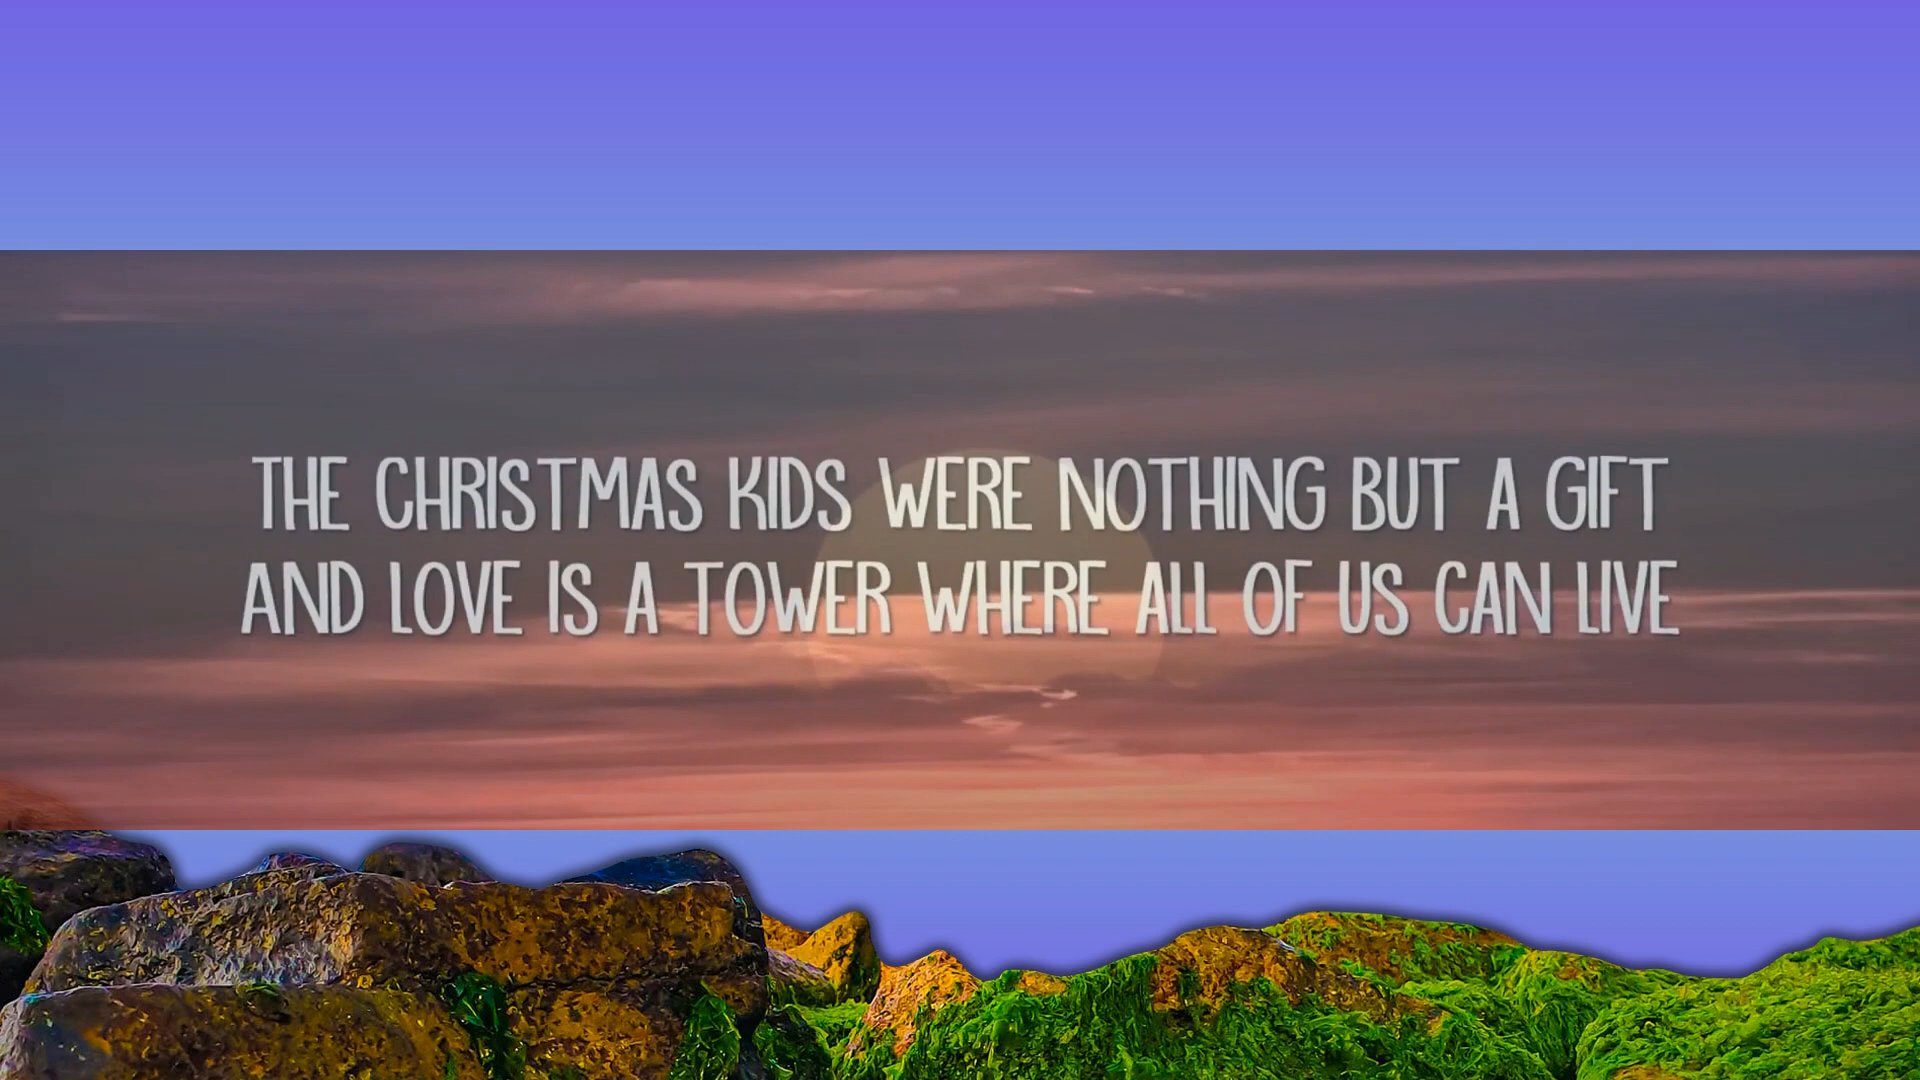 THE CHRISTMAS KIDS WERE NOTHING BUT A GIFT
AND LOVE IS A TOWER WHERE ALL OF US CAN LIVE